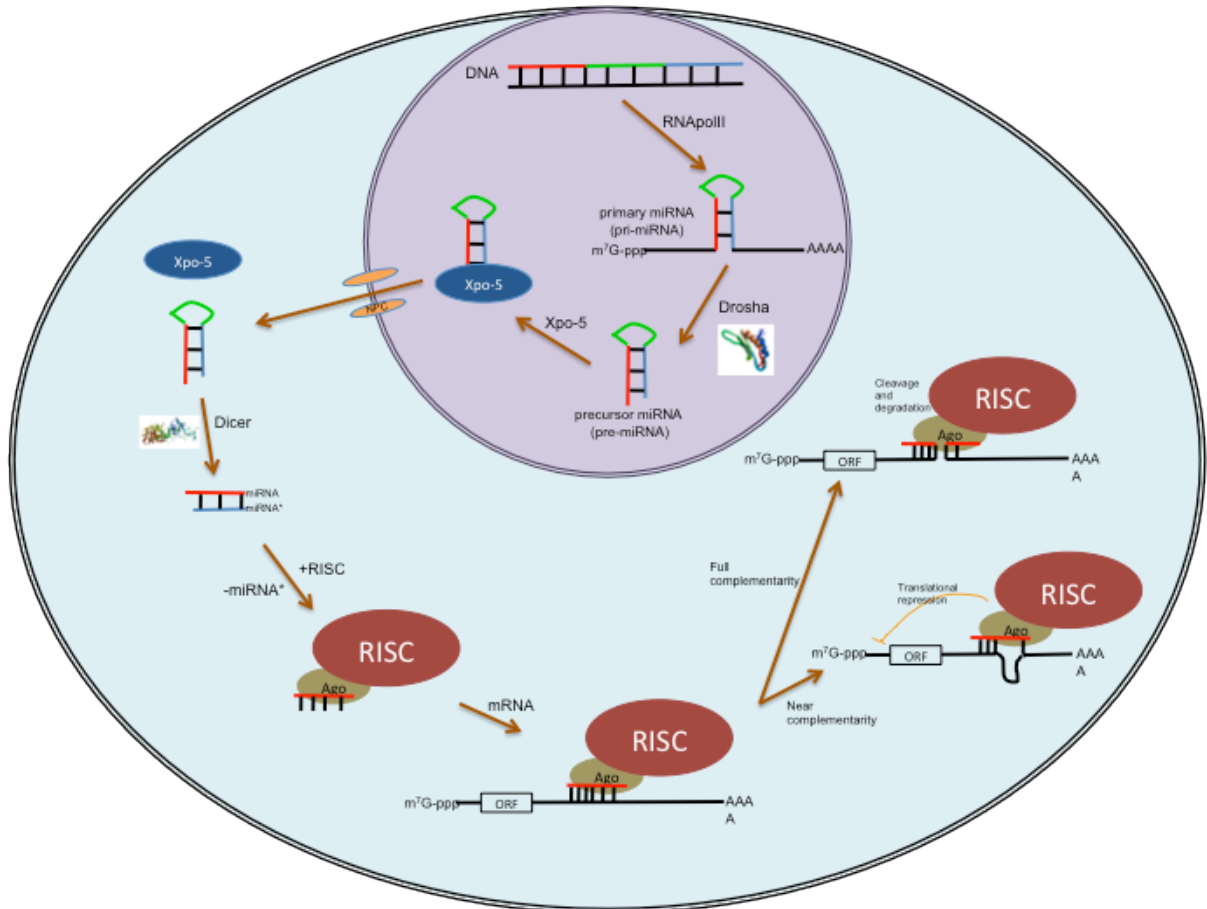 DNA
RNApolII
primary miRNA
(pri-miRNA)
m⁷G-ppp
AAAA
Xpo-5
Xpo-5
NPC
Xpo-5
Drosha
precursor miRNA
(pre-miRNA)
Dicer
miRNA
miRNA*
+RISC
-miRNA*
RISC
Ago
mRNA
RISC
Ago
m⁷G-ppp
ORF
AAA
A
Full
complementarity
Near
complementarity
Cleavage
and
degradation
RISC
Ago
m⁷G-ppp
ORF
AAA
A
Translational
repression
RISC
Ago
m⁷G-ppp
ORF
AAA
A